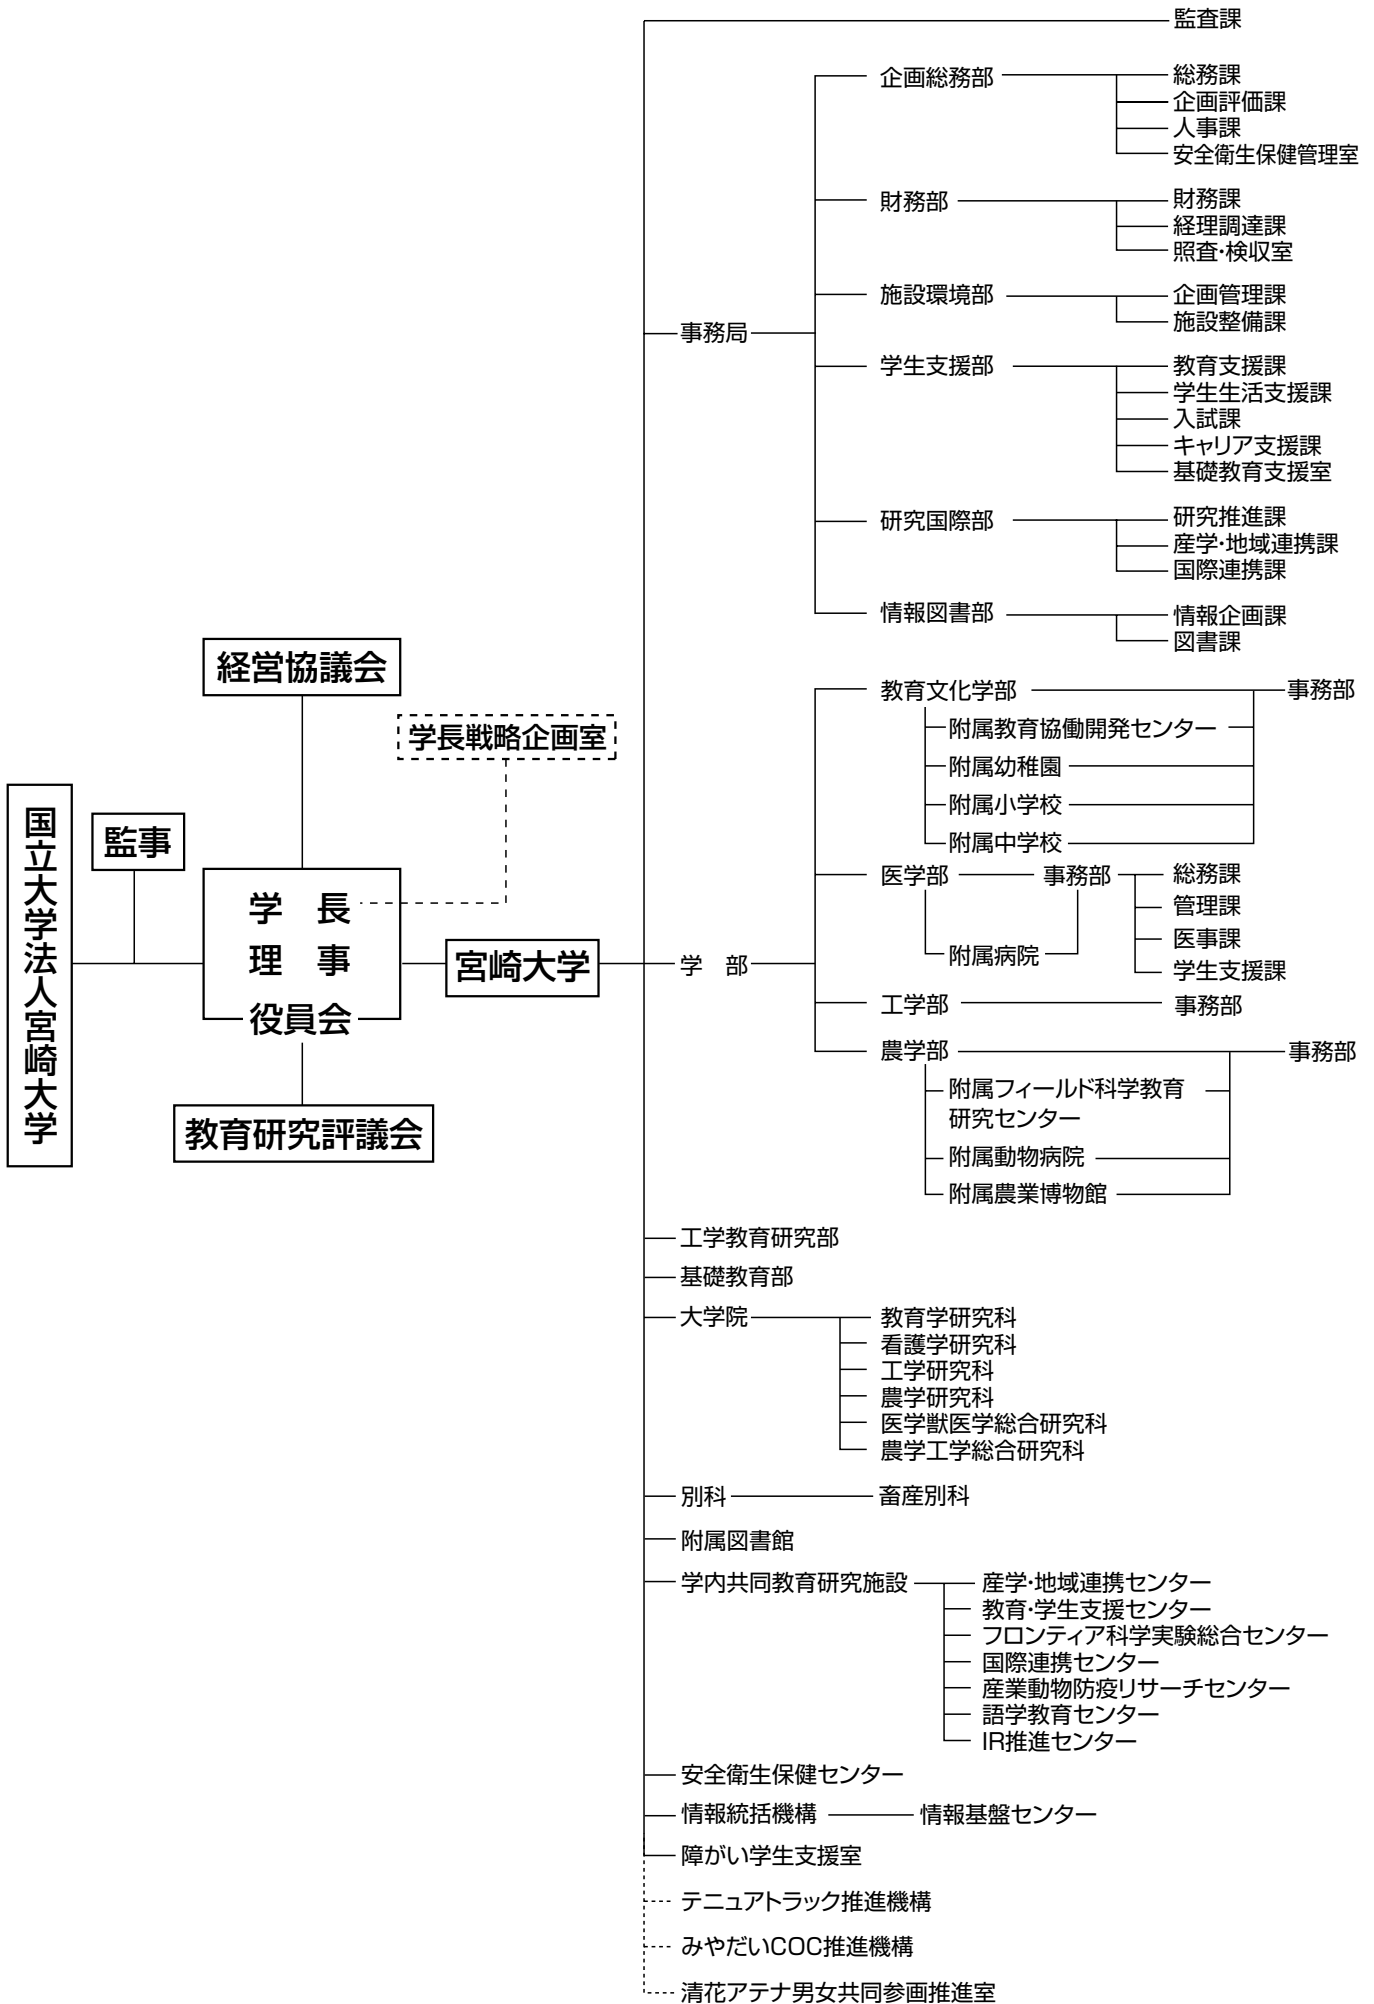 監査課
企画総務部
総務課
企画評価課
人事課
安全衛生保健管理室
財務部
財務課
経理調達課
照査・検収室
施設環境部
企画管理課
施設整備課
事務局
学生支援部
教育支援課
学生生活支援課
入試課
キャリア支援課
基礎教育支援室
研究国際部
研究推進課
産学・地域連携課
国際連携課
情報図書部
情報企画課
図書課
経営協議会
学長戦略企画室
国立大学法人宮崎大学
監事
学 長
理 事
役員会
宮崎大学
教育研究評議会
学 部
教育文化学部
事務部
附属教育協働開発センター
附属幼稚園
附属小学校
附属中学校
医学部
事務部
総務課
管理課
医事課
学生支援課
附属病院
工学部
事務部
農学部
事務部
附属フィールド科学教育
研究センター
附属動物病院
附属農業博物館
工学教育研究部
基礎教育部
大学院
教育学研究科
看護学研究科
工学研究科
農学研究科
医学獣医学総合研究科
農学工学総合研究科
別科
畜産別科
附属図書館
学内共同教育研究施設
産学・地域連携センター
教育・学生支援センター
フロンティア科学実験総合センター
国際連携センター
産業動物防疫リサーチセンター
語学教育センター
IR推進センター
安全衛生保健センター
情報統括機構
情報基盤センター
障がい学生支援室
テニュアトラック推進機構
みやだいCOC推進機構
清花アテナ男女共同参画推進室